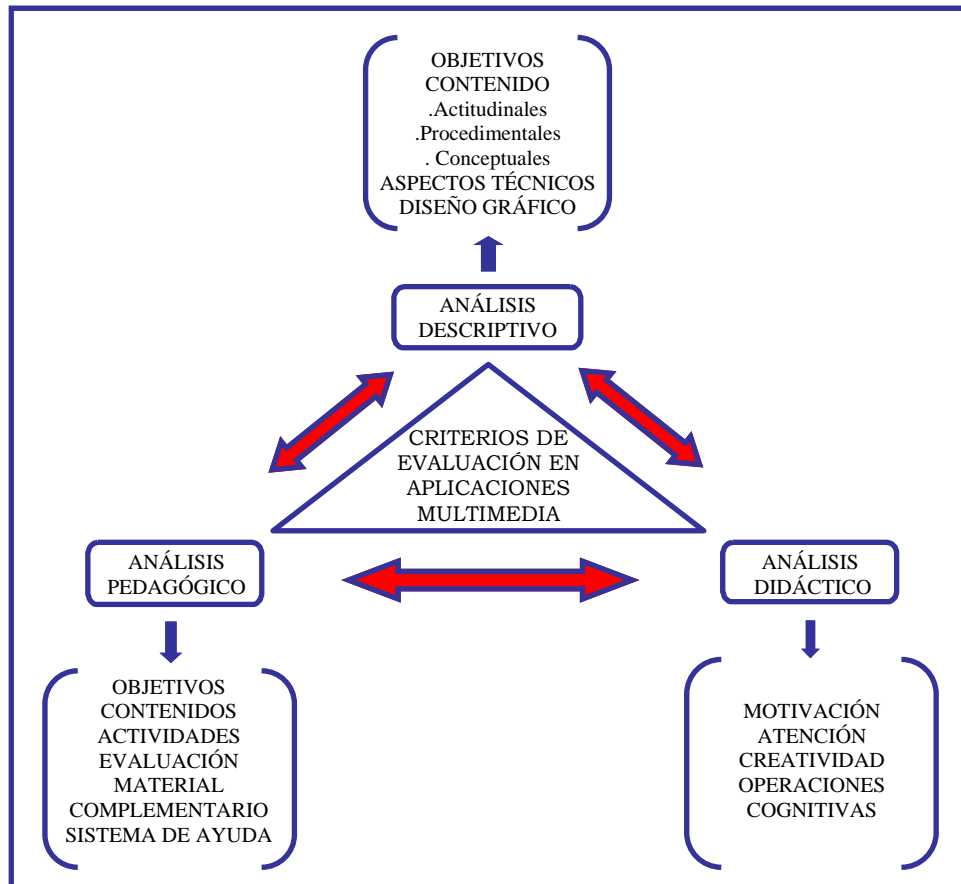 OBJETIVOS
CONTENIDO
.Actitudinales
.Procedimentales
. Conceptuales
ASPECTOS TÉCNICOS
DISEÑO GRÁFICO
ANÁLISIS
DESCRIPTIVO
CRITERIOS DE
EVALUACIÓN EN
APLICACIONES
MULTIMEDIA
ANÁLISIS
PEDAGÓGICO
ANÁLISIS
DIDÁCTICO
OBJETIVOS
CONTENIDOS
ACTIVIDADES
EVALUACIÓN
MATERIAL
COMPLEMENTARIO
SISTEMA DE AYUDA
MOTIVACIÓN
ATENCIÓN
CREATIVIDAD
OPERACIONES
COGNITIVAS